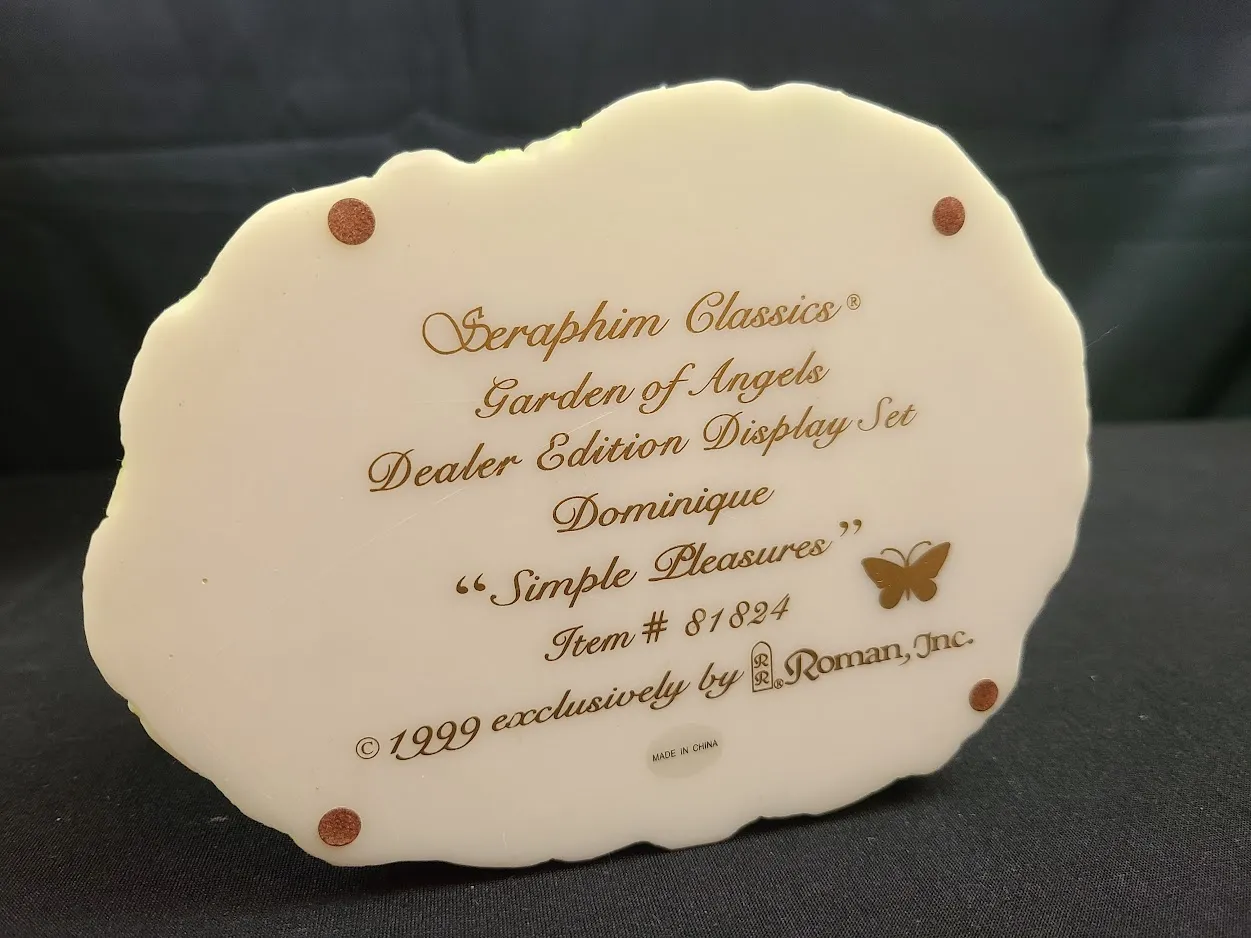 Seraphim Classics®
Garden of Angels
Dealer Edition Display Set
Dominique
“Simple Pleasures”
Item # 81824
© 1999 exclusively by RR® Roman, Inc.
MADE IN CHINA